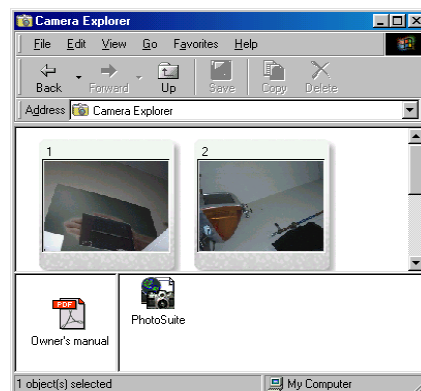 Camera Explorer
File Edit View Go Favorites Help
Back Forward Up Save Copy Delete
Address Camera Explorer
1 2
PDF
Owner's manual
PhotoSuite
1 object(s) selected My Computer